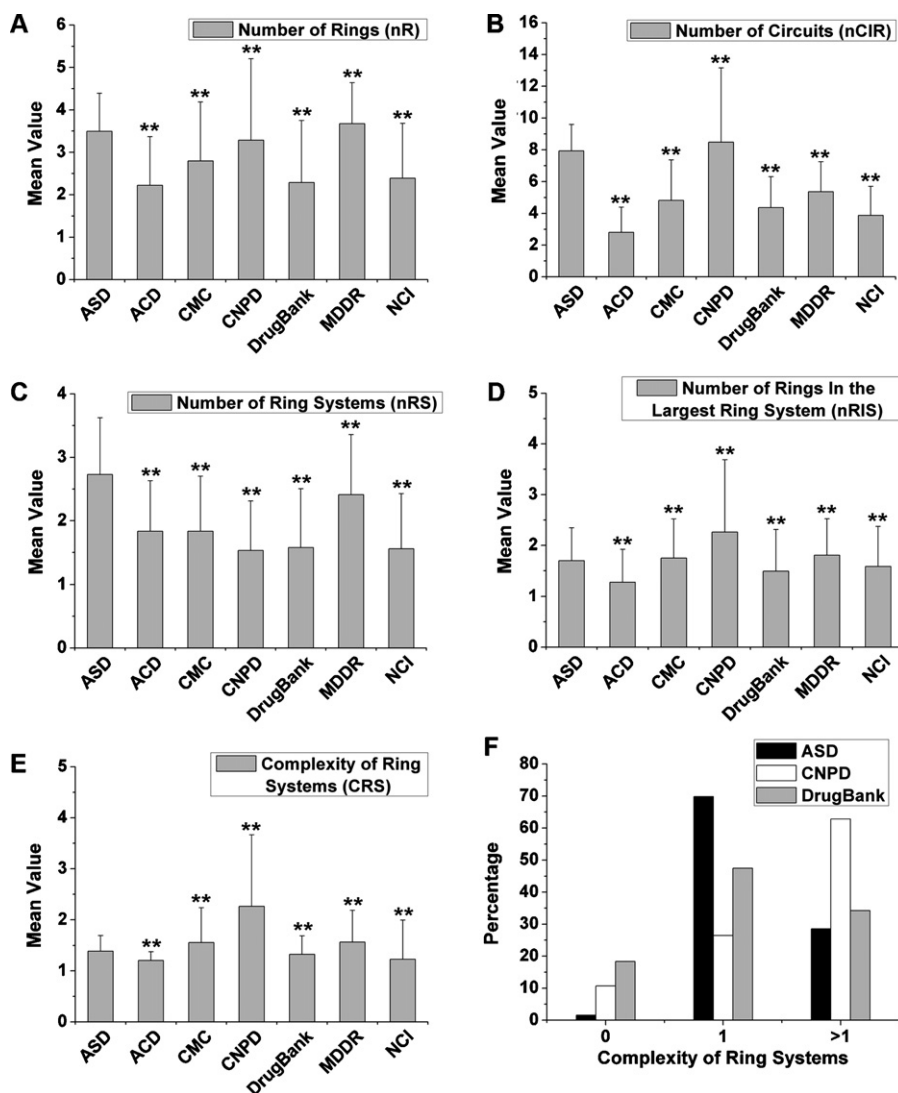 A
Number of Rings (nR)
Mean Value
6
5
4
3
2
1
0
**
**
**
**
**
**
ASD
ACD
CMC
CNPD
DrugBank
MDDR
NCI
B
Number of Circuits (nCIR)
Mean Value
16
14
12
10
8
6
4
2
0
**
**
**
**
**
**
ASD
ACD
CMC
CNPD
DrugBank
MDDR
NCI
C
Number of Ring Systems (nRS)
Mean Value
4
3
2
1
0
**
**
**
**
**
**
ASD
ACD
CMC
CNPD
DrugBank
MDDR
NCI
D
Number of Rings In the
Largest Ring System (nRIS)
Mean Value
5
4
3
2
1
0
**
**
**
**
**
**
ASD
ACD
CMC
CNPD
DrugBank
MDDR
NCI
E
Complexity of Ring
Systems (CRS)
Mean Value
5
4
3
2
1
0
**
**
**
**
**
**
ASD
ACD
CMC
CNPD
DrugBank
MDDR
NCI
F
ASD
CNPD
DrugBank
Percentage
80
70
60
50
40
30
20
10
0
0
1
>1
Complexity of Ring Systems